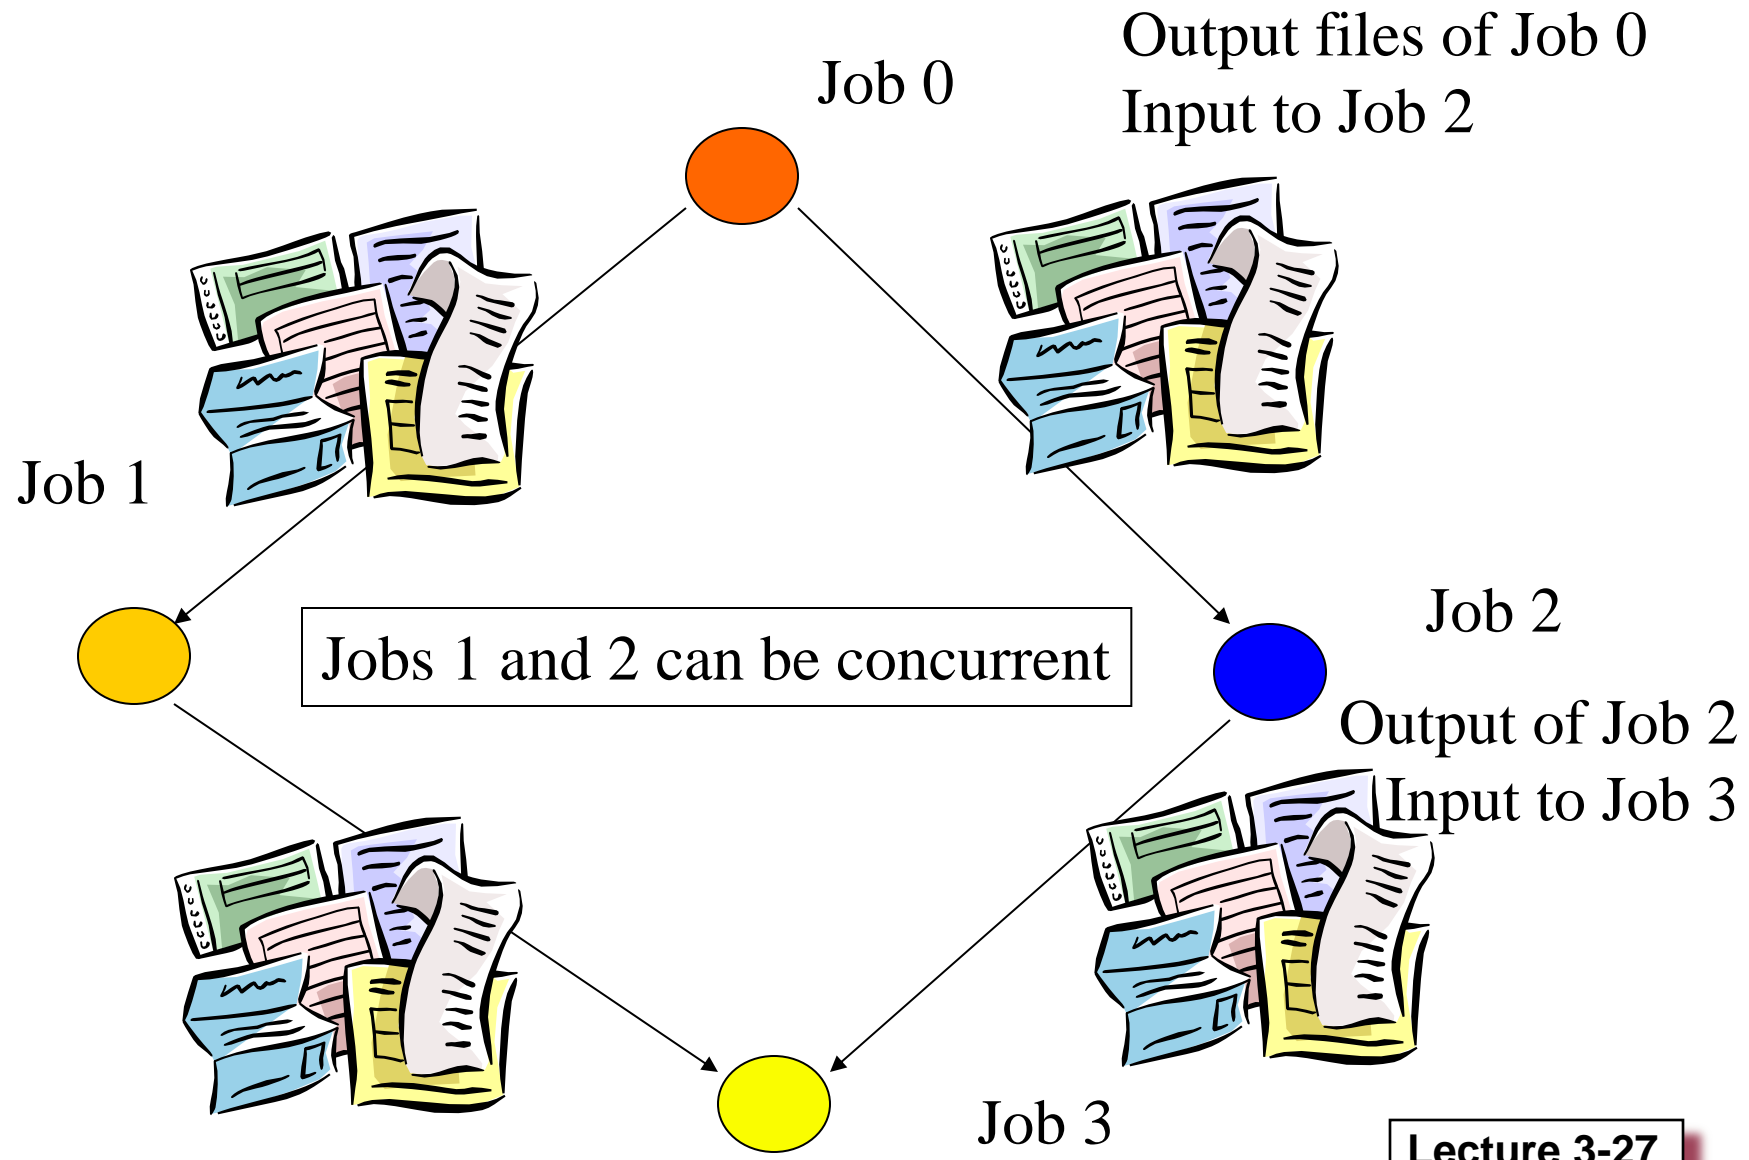 Output files of Job 0
Job 0
Input to Job 2
Job 1
Job 2
Jobs 1 and 2 can be concurrent
Output of Job 2
Input to Job 3
Job 3
Lecture 3-27